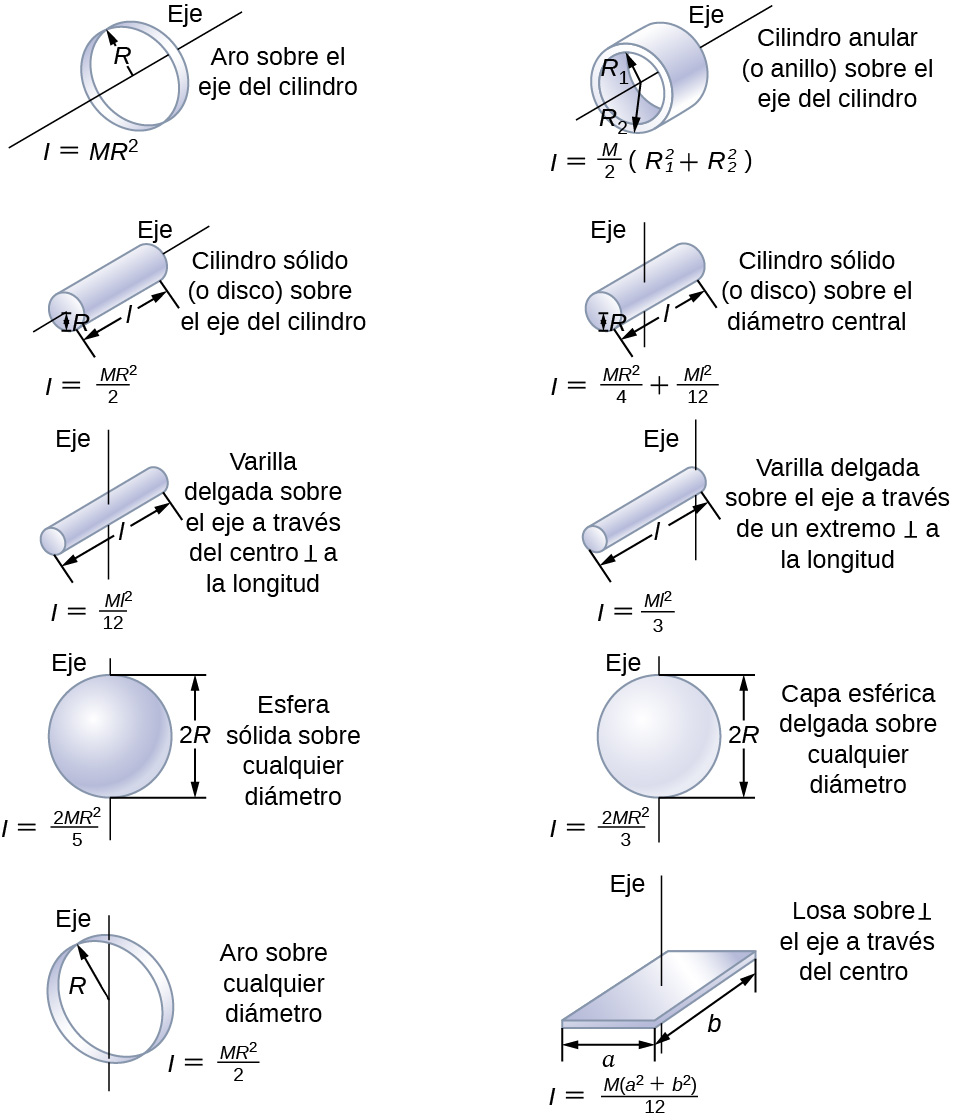 Eje
R
Aro sobre el
eje del cilindro
I = MR²
Eje
R₁
R₂
Cilindro anular
(o anillo) sobre el
eje del cilindro
I = M/2 ( R₁² + R₂² )
Eje
R
l
Cilindro sólido
(o disco) sobre
el eje del cilindro
I = MR²/2
Eje
R
l
Cilindro sólido
(o disco) sobre el
diámetro central
I = MR²/4 + Ml²/12
Eje
l
Varilla
delgada sobre
el eje a través
del centro ⊥ a
la longitud
I = Ml²/12
Eje
l
Varilla delgada
sobre el eje a través
de un extremo ⊥ a
la longitud
I = Ml²/3
Eje
2R
Esfera
sólida sobre
cualquier
diámetro
I = 2MR²/5
Eje
2R
Capa esférica
delgada sobre
cualquier
diámetro
I = 2MR²/3
Eje
R
Aro sobre
cualquier
diámetro
I = MR²/2
Eje
a
b
Losa sobre ⊥
el eje a través
del centro
I = M(a² + b²)/12